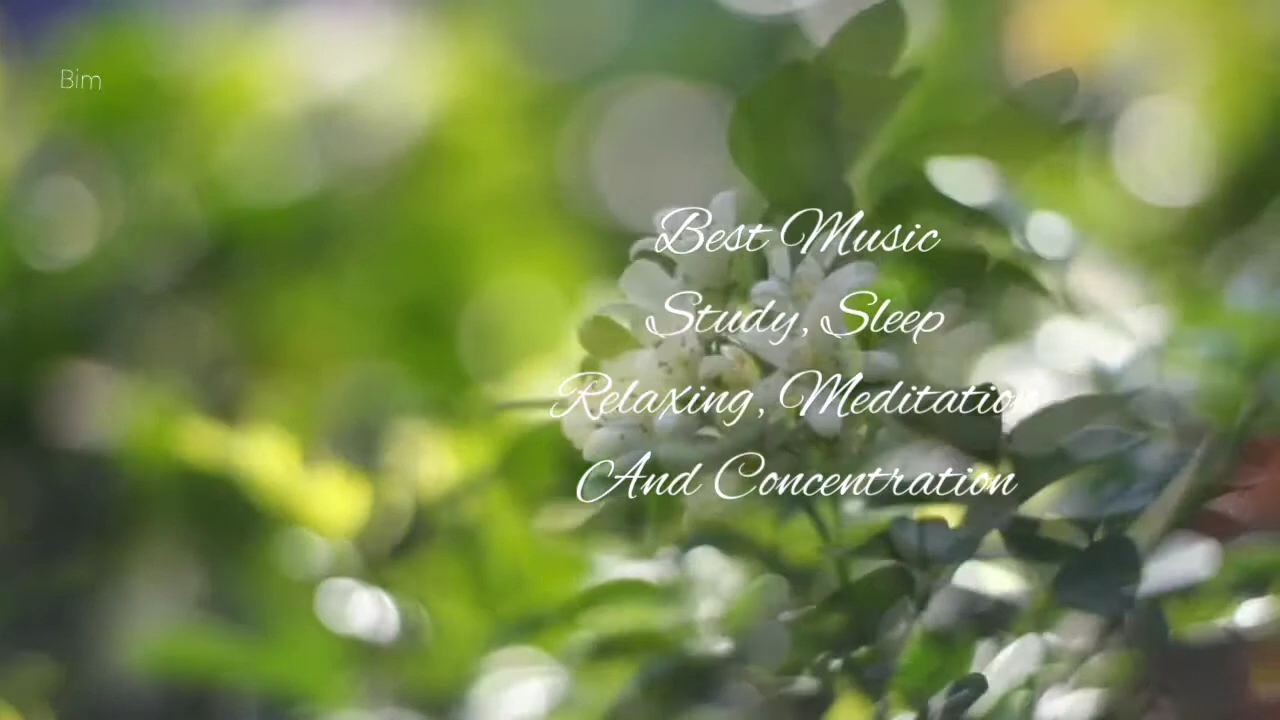 Bim
Best Music
Study, Sleep
Relaxing, Meditation
And Concentration